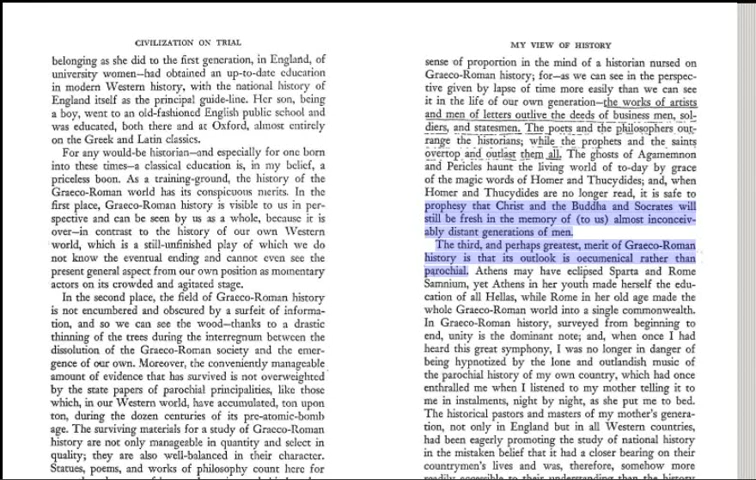 CIVILIZATION ON TRIAL
belonging as she did to the first generation, in England, of
university women—had obtained an up-to-date education
in modern Western history, with the national history of
England itself as the principal guide-line. Her son, being
a boy, went to an old-fashioned English public school and
was educated, both there and at Oxford, almost entirely
on the Greek and Latin classics.
For any would-be historian—and especially for one born
into these times—a classical education is, in my belief, a
priceless boon. As a training-ground, the history of the
Graeco-Roman world has its conspicuous merits. In the
first place, Graeco-Roman history is visible to us in per-
spective and can be seen by us as a whole, because it is
over—in contrast to the history of our own Western
world, which is a still-unfinished play of which we do
not know the eventual ending and cannot even see the
present general aspect from our own position as momentary
actors on its crowded and agitated stage.
In the second place, the field of Graeco-Roman history
is not encumbered and obscured by a surfeit of informa-
tion, and so we can see the wood—thanks to a drastic
thinning of the trees during the interregnum between the
dissolution of the Graeco-Roman society and the emer-
gence of our own. Moreover, the conveniently manageable
amount of evidence that has survived is not overweighted
by the state papers of parochial principalities, like those
which, in our Western world, have accumulated, ton upon
ton, during the dozen centuries of its pre-atomic-bomb
age. The surviving materials for a study of Graeco-Roman
history are not only manageable in quantity and select in
quality; they are also well-balanced in their character.
Statues, poems, and works of philosophy count here for
MY VIEW OF HISTORY
sense of proportion in the mind of a historian nursed on
Graeco-Roman history; for—as we can see in the perspec-
tive given by lapse of time more easily than we can see
it in the life of our own generation—the works of artists
and men of letters outlive the deeds of business men, sol-
diers, and statesmen. The poets and the philosophers out-
range the historians; while the prophets and the saints
overtop and outlast them all. The ghosts of Agamemnon
and Pericles haunt the living world of to-day by grace
of the magic words of Homer and Thucydides; and, when
Homer and Thucydides are no longer read, it is safe to
prophesy that Christ and the Buddha and Socrates will
still be fresh in the memory of (to us) almost inconceiv-
ably distant generations of men.
The third, and perhaps greatest, merit of Graeco-Roman
history is that its outlook is oecumenical rather than
parochial. Athens may have eclipsed Sparta and Rome
Samnium, yet Athens in her youth made herself the edu-
cation of all Hellas, while Rome in her old age made the
whole Graeco-Roman world into a single commonwealth.
In Graeco-Roman history, surveyed from beginning to
end, unity is the dominant note; and, when once I had
heard this great symphony, I was no longer in danger of
being hypnotized by the lone and outlandish music of
the parochial history of my own country, which had once
enthralled me when I listened to my mother telling it to
me in instalments, night by night, as she put me to bed.
The historical pastors and masters of my mother's genera-
tion, not only in England but in all Western countries,
had been eagerly promoting the study of national history
in the mistaken belief that it had a closer bearing on their
countrymen's lives and was, therefore, somehow more
readily accessible to their understanding than the history